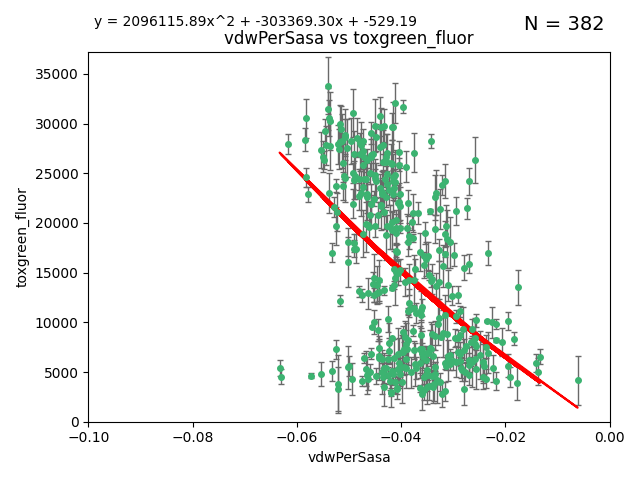 y = 2096115.89x^2 + -303369.30x + -529.19
N = 382
vdwPerSasa vs toxgreen_fluor
35000
30000
25000
20000
15000
10000
5000
0
toxgreen_fluor
−0.10 −0.08 −0.06 −0.04 −0.02 0.00
vdwPerSasa